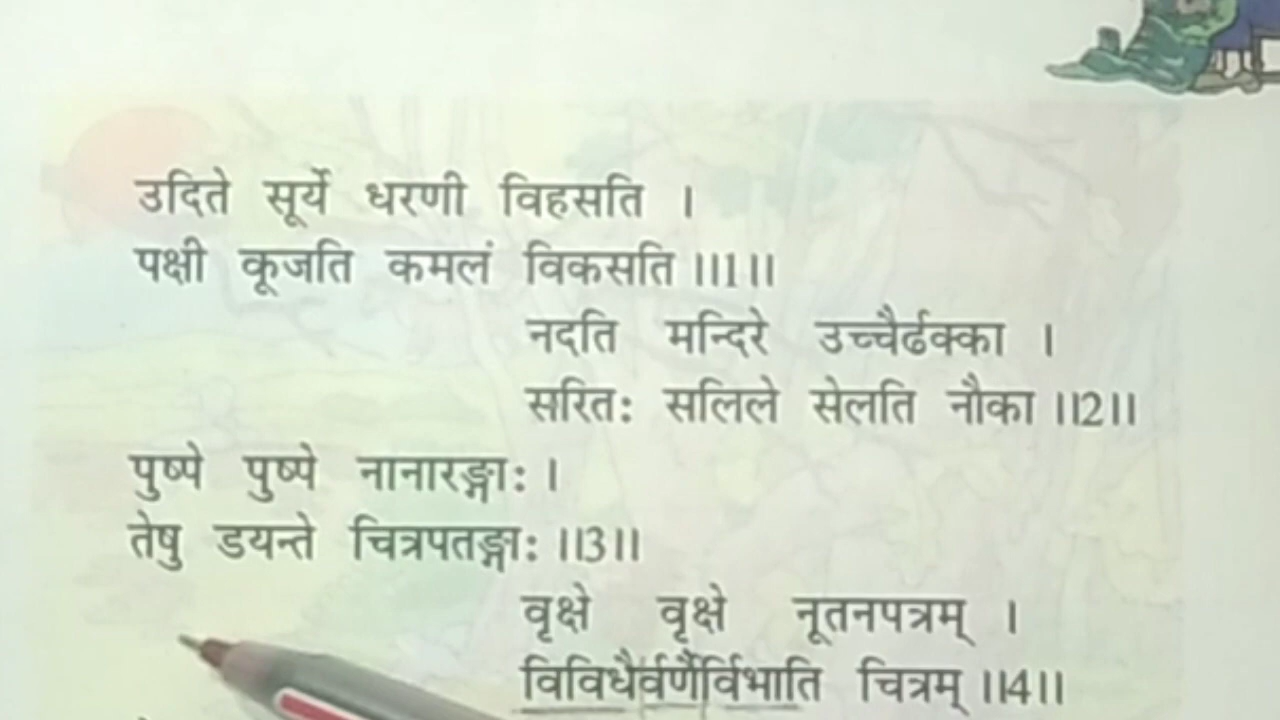 उदिते सूर्ये धरणी विहसति ।
पक्षी कूजति कमलं विकसति ।।1।।
नदति मन्दिरे उच्चैर्ढक्का ।
सरितः सलिले सेलति नौका ।।2।।
पुष्पे पुष्पे नानारङ्गाः ।
तेषु डयन्ते चित्रपतङ्गाः ।।3।।
वृक्षे वृक्षे नूतनपत्रम् ।
विविधैर्वर्णैर्विभाति चित्रम् ।।4।।